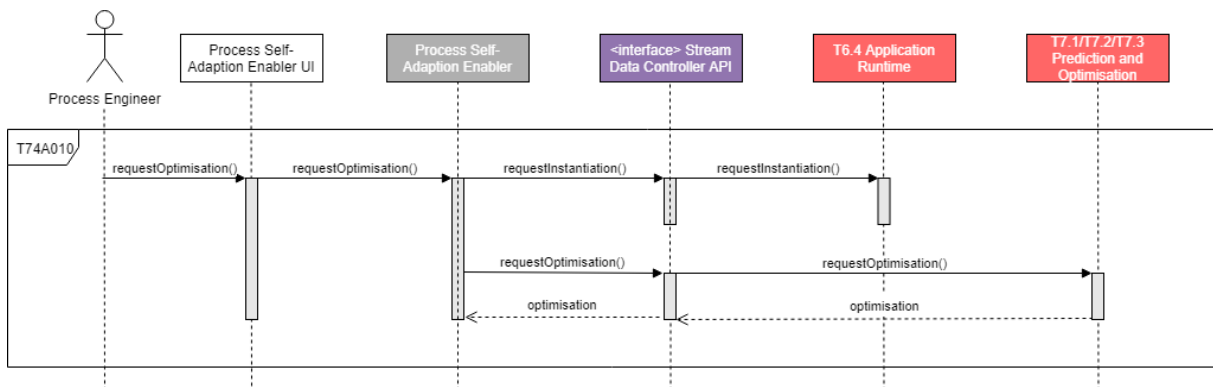 Process Self-
Adaption Enabler UI
Process Self-
Adaption Enabler
<interface> Stream
Data Controller API
T6.4 Application
Runtime
T7.1/T7.2/T7.3
Prediction and
Optimisation
Process Engineer
T74A010
requestOptimisation()
requestOptimisation()
requestInstantiation()
requestInstantiation()
requestOptimisation()
requestOptimisation()
optimisation
optimisation